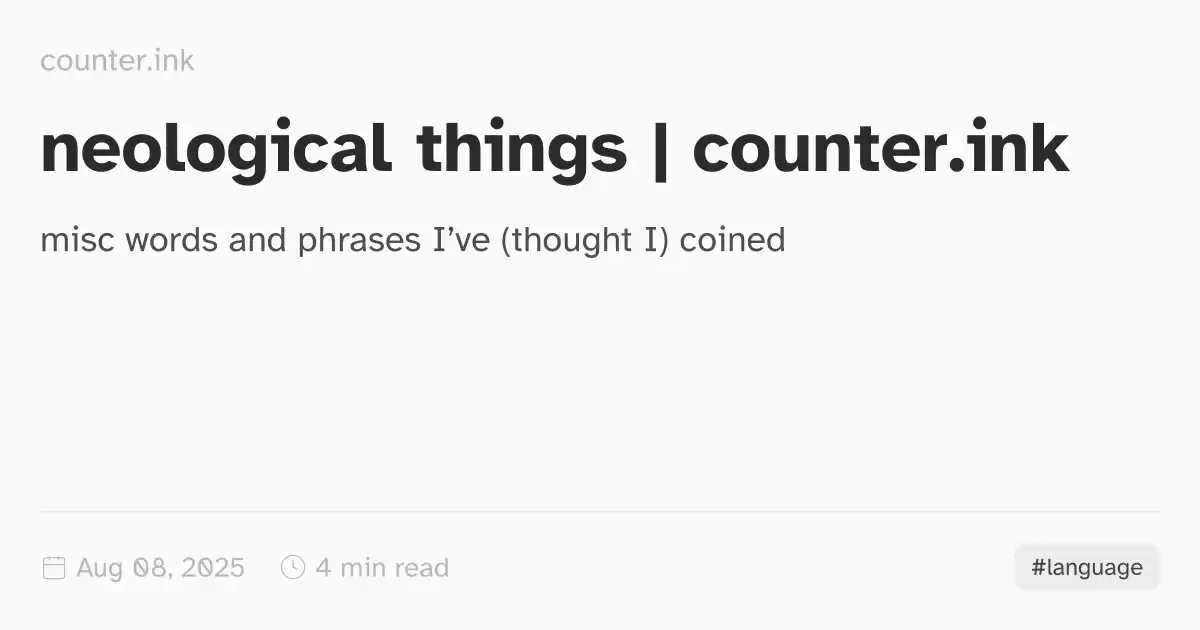 counter.ink
neological things | counter.ink
misc words and phrases I’ve (thought I) coined
Aug 08, 2025
4 min read
#language